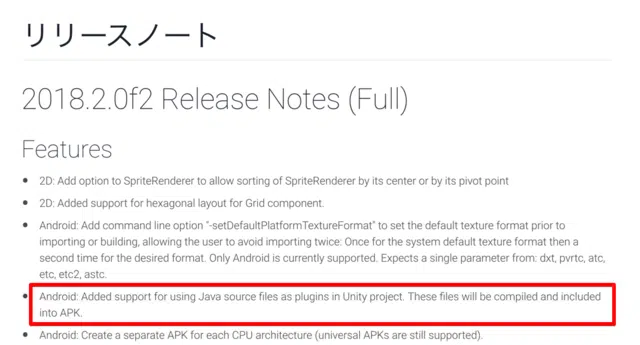 リリースノート
2018.2.0f2 Release Notes (Full)
Features
• 2D: Add option to SpriteRenderer to allow sorting of SpriteRenderer by its center or by its pivot point
• 2D: Added support for hexagonal layout for Grid component.
• Android: Add command line option "-setDefaultPlatformTextureFormat" to set the default texture format prior to
importing or building, allowing the user to avoid importing twice: Once for the system default texture format then a
second time for the desired format. Only Android is currently supported. Expects a single parameter from: dxt, pvrtc, atc,
etc, etc2, astc.
• Android: Added support for using Java source files as plugins in Unity project. These files will be compiled and included
into APK.
• Android: Create a separate APK for each CPU architecture (universal APKs are still supported).